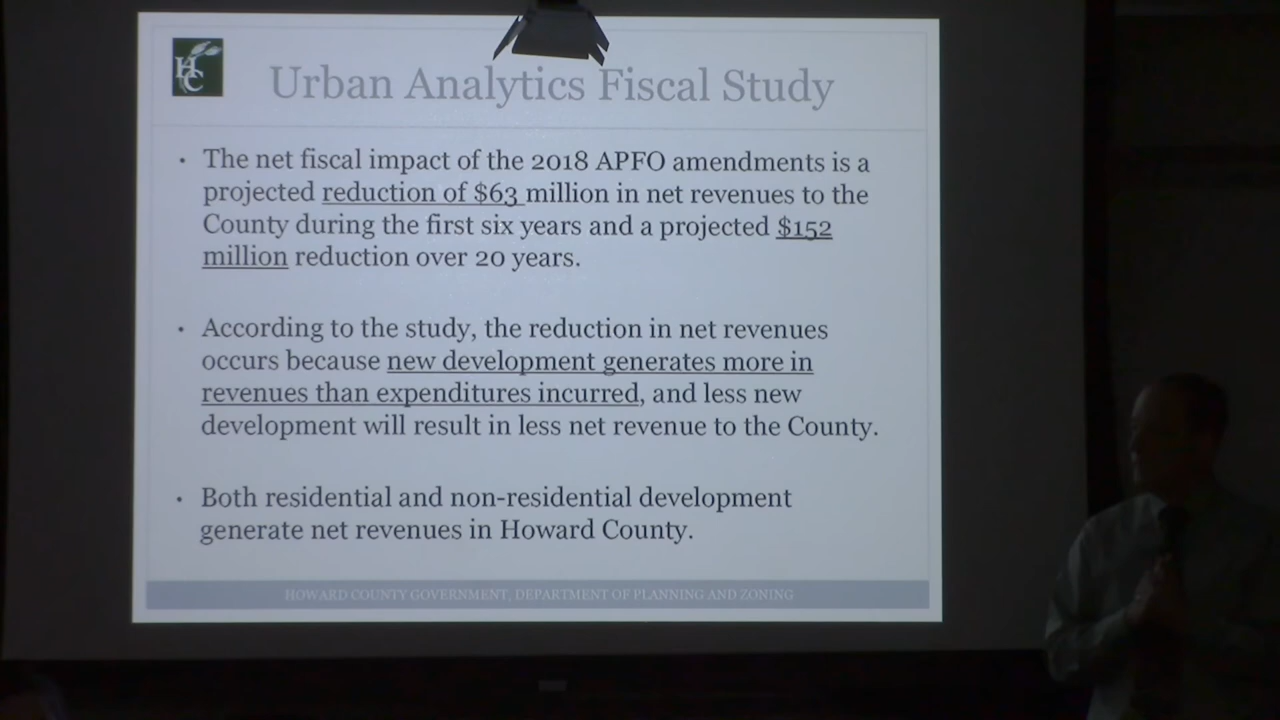 HC
Urban Analytics Fiscal Study
• The net fiscal impact of the 2018 APFO amendments is a
projected reduction of $63 million in net revenues to the
County during the first six years and a projected $152
million reduction over 20 years.
• According to the study, the reduction in net revenues
occurs because new development generates more in
revenues than expenditures incurred, and less new
development will result in less net revenue to the County.
• Both residential and non-residential development
generate net revenues in Howard County.
HOWARD COUNTY GOVERNMENT, DEPARTMENT OF PLANNING AND ZONING